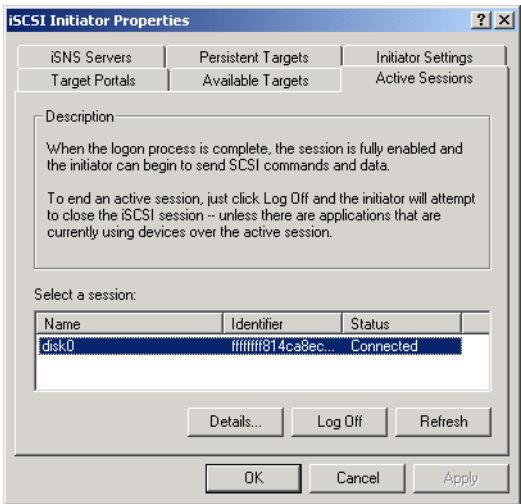 iSCSI Initiator Properties
iSNS Servers Persistent Targets Initiator Settings
Target Portals Available Targets Active Sessions
Description
When the logon process is complete, the session is fully enabled and
the initiator can begin to send SCSI commands and data.
To end an active session, just click Log Off and the initiator will attempt
to close the iSCSI session -- unless there are applications that are
currently using devices over the active session.
Select a session:
Name Identifier Status
disk0 ffffffff814ca8ec... Connected
Details... Log Off Refresh
OK Cancel Apply